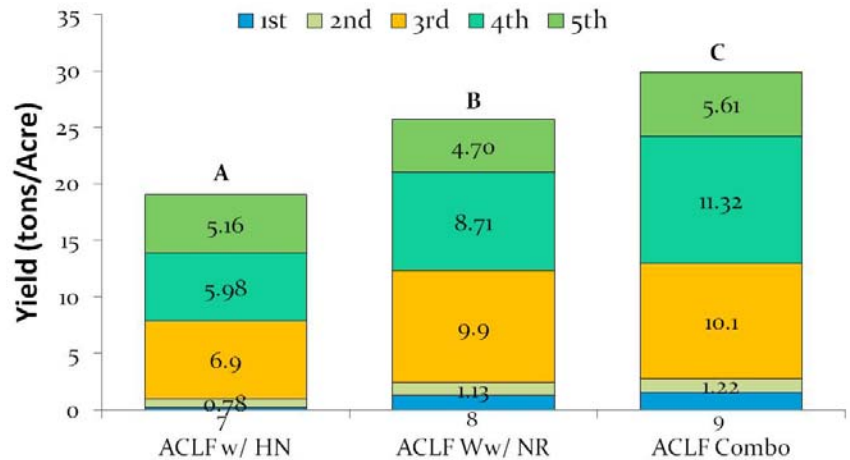 35
1st 2nd 3rd 4th 5th
30
25
20
15
10
5
0
Yield (tons/Acre)
A
5.16
5.98
6.9
0.78
7
ACLF w/ HN
B
4.70
8.71
9.9
1.13
8
ACLF Ww/ NR
C
5.61
11.32
10.1
1.22
9
ACLF Combo